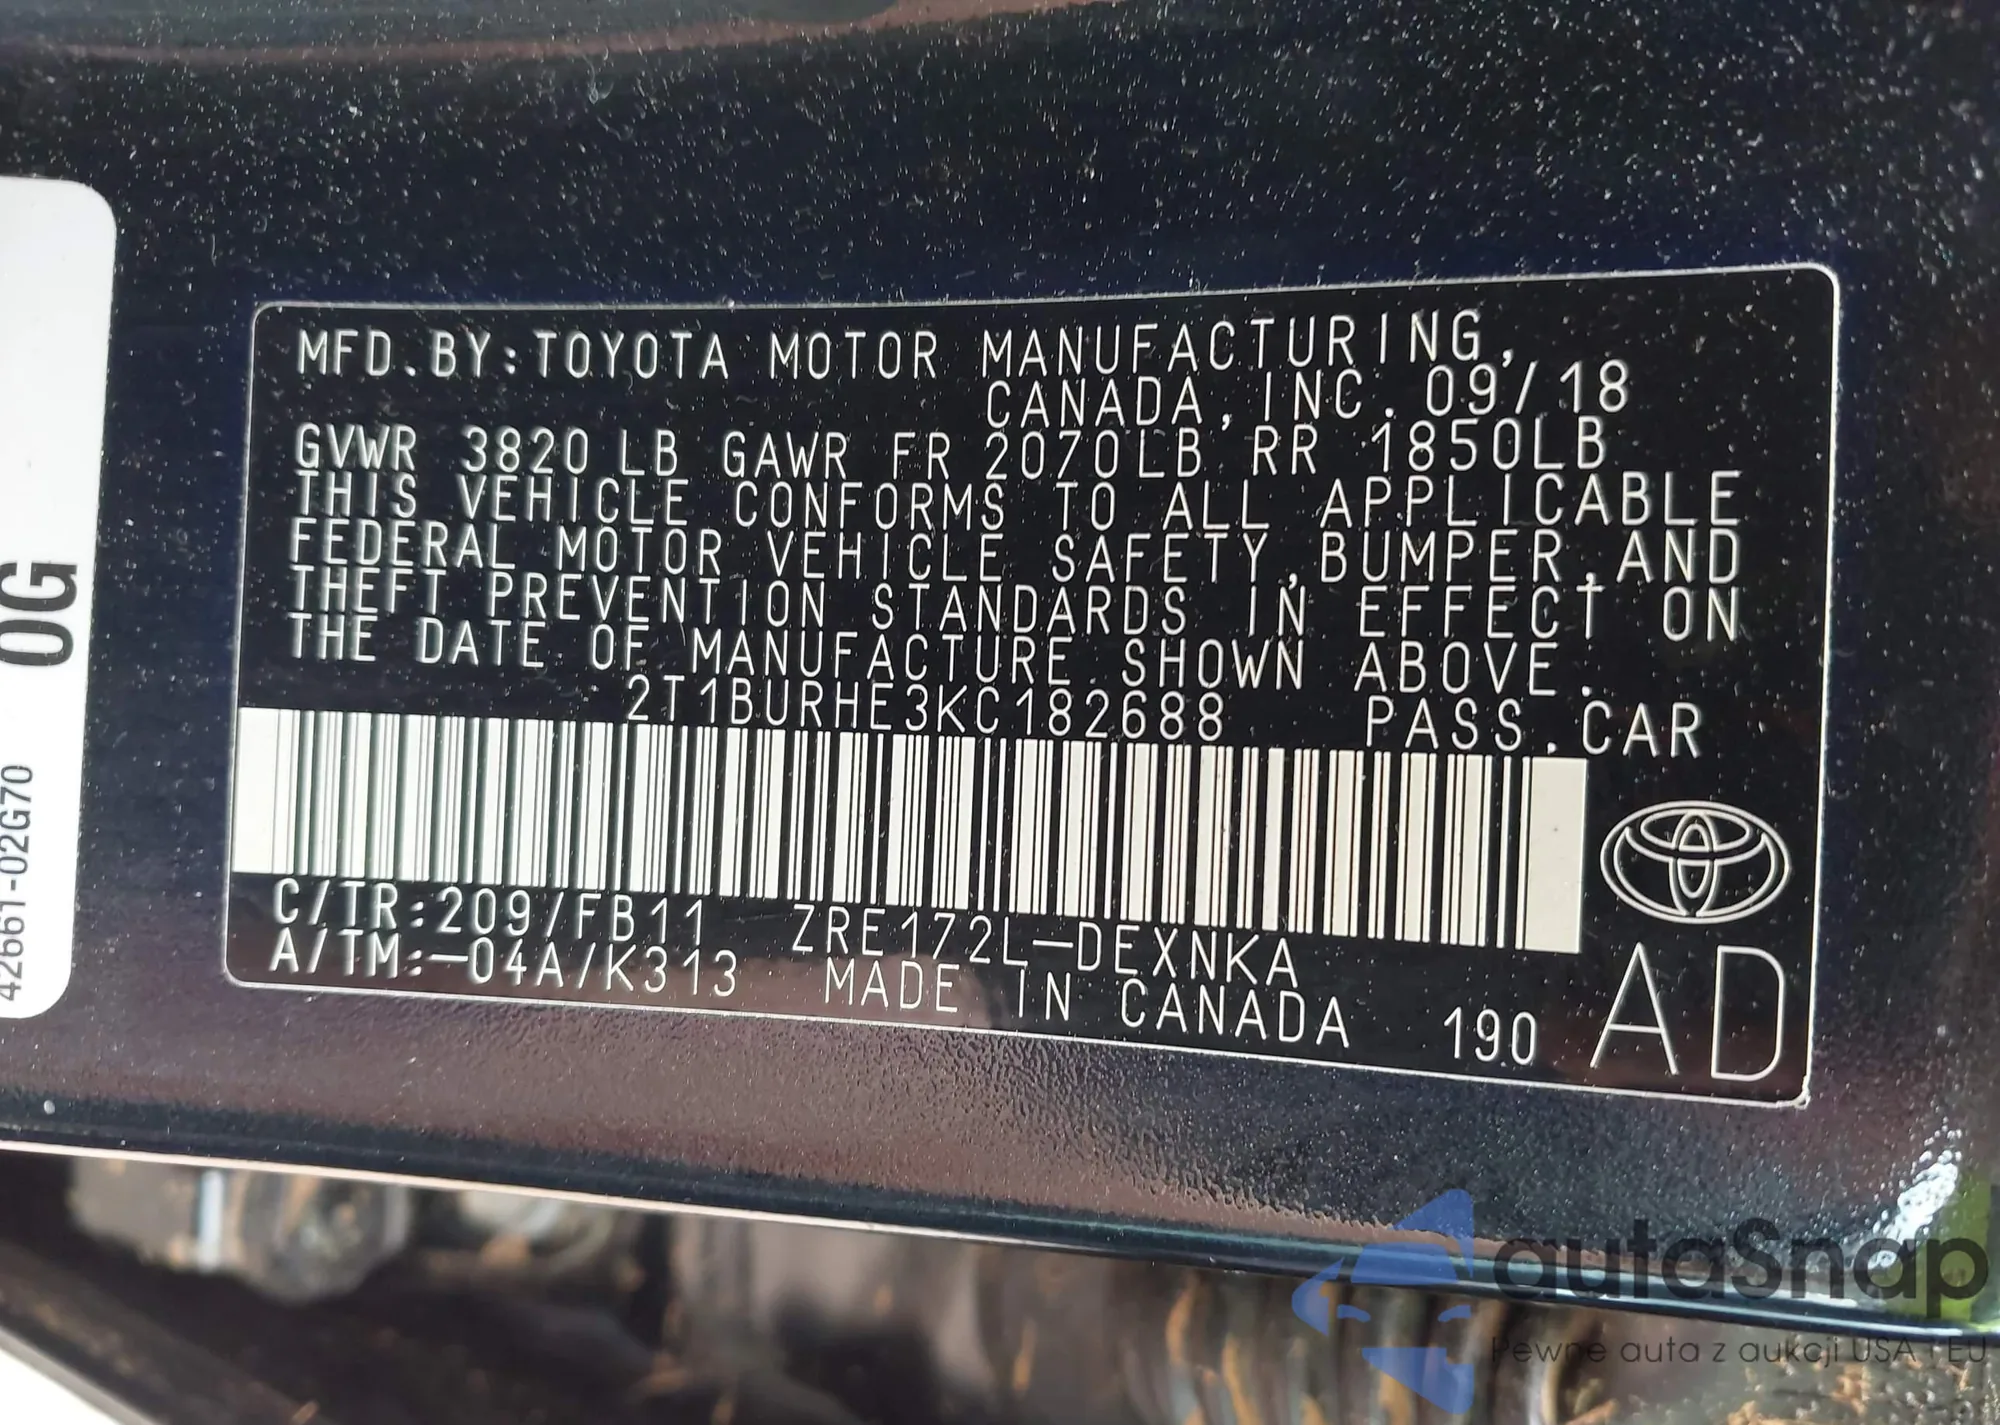 MFD.BY:TOYOTA MOTOR MANUFACTURING,
CANADA,INC. 09/18
GVWR 3820LB GAWR FR 2070LB RR 1850LB
THIS VEHICLE CONFORMS TO ALL APPLICABLE
FEDERAL MOTOR VEHICLE SAFETY,BUMPER,AND
THEFT PREVENTION STANDARDS IN EFFECT ON
THE DATE OF MANUFACTURE SHOWN ABOVE.
2T1BURHE3KC182688 PASS.CAR
C/TR:209/FB11 ZRE172L-DEXNKA
A/TM:-04A/K313 MADE IN CANADA 190 AD
0G
42661-02G70
autaSnap
Pewne auta z aukcji USA i EU